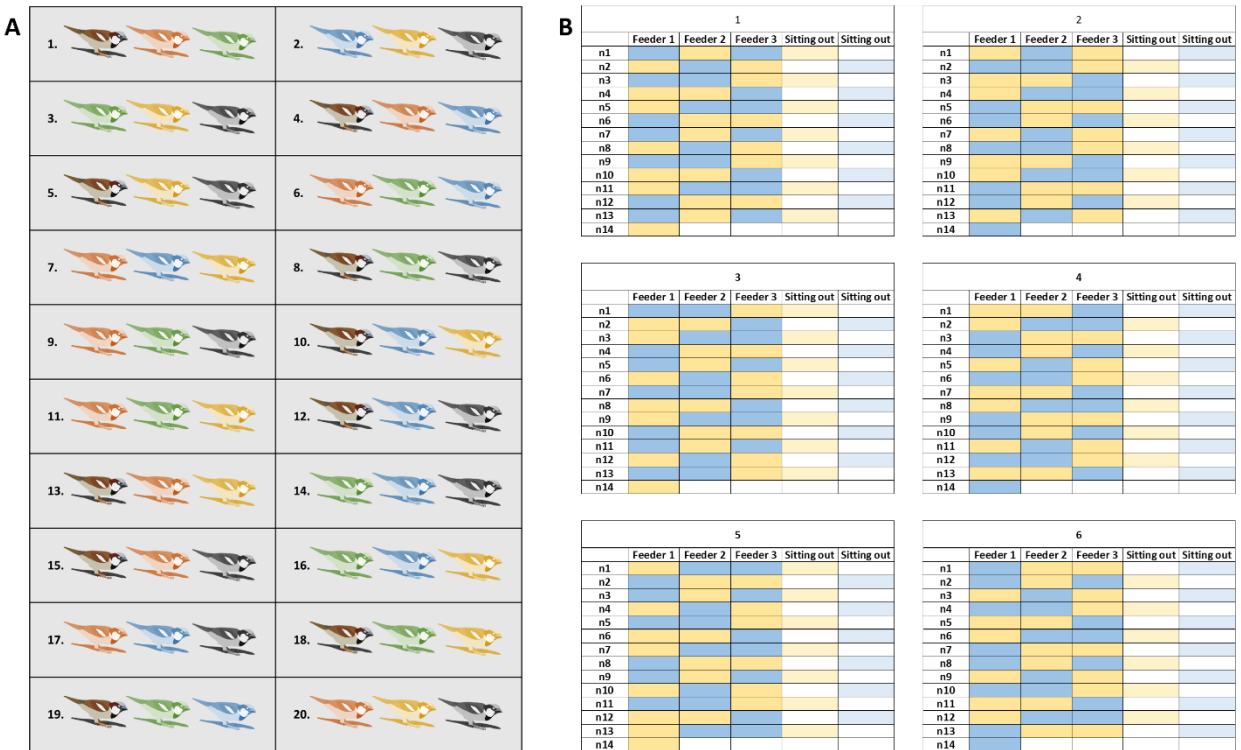 A
1. 2.
3. 4.
5. 6.
7. 8.
9. 10.
11. 12.
13. 14.
15. 16.
17. 18.
19. 20.
B
1
Feeder 1 Feeder 2 Feeder 3 Sitting out Sitting out
n1
n2
n3
n4
n5
n6
n7
n8
n9
n10
n11
n12
n13
n14
2
Feeder 1 Feeder 2 Feeder 3 Sitting out Sitting out
n1
n2
n3
n4
n5
n6
n7
n8
n9
n10
n11
n12
n13
n14
3
Feeder 1 Feeder 2 Feeder 3 Sitting out Sitting out
n1
n2
n3
n4
n5
n6
n7
n8
n9
n10
n11
n12
n13
n14
4
Feeder 1 Feeder 2 Feeder 3 Sitting out Sitting out
n1
n2
n3
n4
n5
n6
n7
n8
n9
n10
n11
n12
n13
n14
5
Feeder 1 Feeder 2 Feeder 3 Sitting out Sitting out
n1
n2
n3
n4
n5
n6
n7
n8
n9
n10
n11
n12
n13
n14
6
Feeder 1 Feeder 2 Feeder 3 Sitting out Sitting out
n1
n2
n3
n4
n5
n6
n7
n8
n9
n10
n11
n12
n13
n14